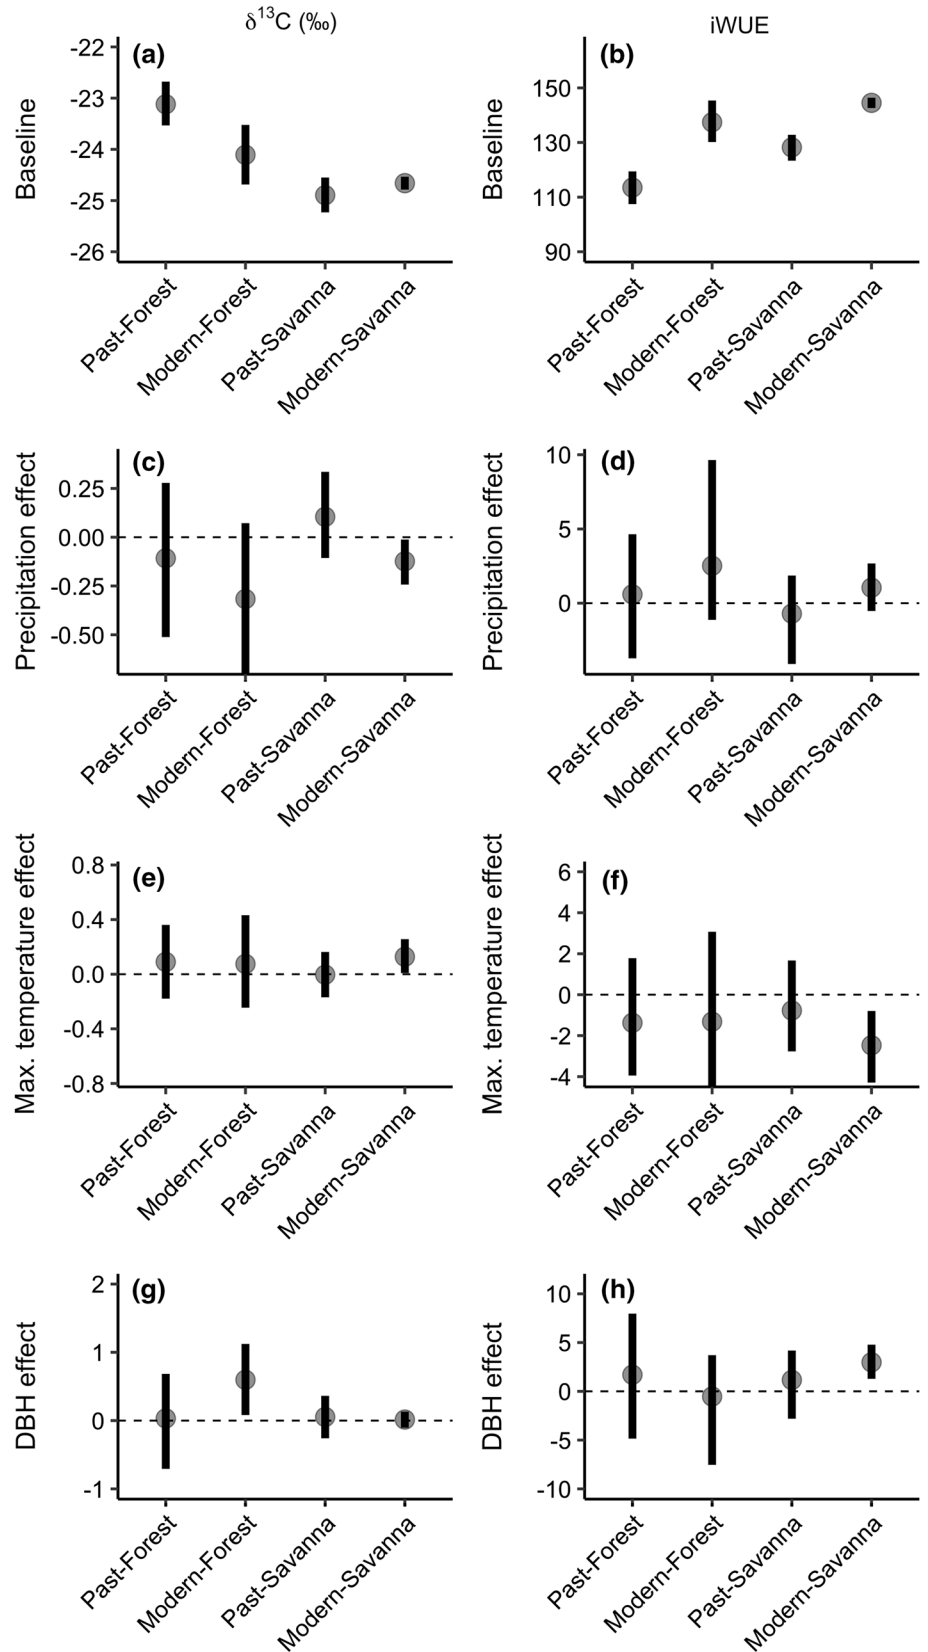 δ¹³C (‰)
iWUE
(a)
(b)
Baseline
-22
-23
-24
-25
-26
Baseline
150
130
110
90
Past-Forest
Modern-Forest
Past-Savanna
Modern-Savanna
Past-Forest
Modern-Forest
Past-Savanna
Modern-Savanna
(c)
(d)
Precipitation effect
0.25
0.00
-0.25
-0.50
Precipitation effect
10
5
0
Past-Forest
Modern-Forest
Past-Savanna
Modern-Savanna
Past-Forest
Modern-Forest
Past-Savanna
Modern-Savanna
(e)
(f)
Max. temperature effect
0.8
0.4
0.0
-0.4
-0.8
Max. temperature effect
6
4
2
0
-2
-4
Past-Forest
Modern-Forest
Past-Savanna
Modern-Savanna
Past-Forest
Modern-Forest
Past-Savanna
Modern-Savanna
(g)
(h)
DBH effect
2
1
0
-1
DBH effect
10
5
0
-5
-10
Past-Forest
Modern-Forest
Past-Savanna
Modern-Savanna
Past-Forest
Modern-Forest
Past-Savanna
Modern-Savanna